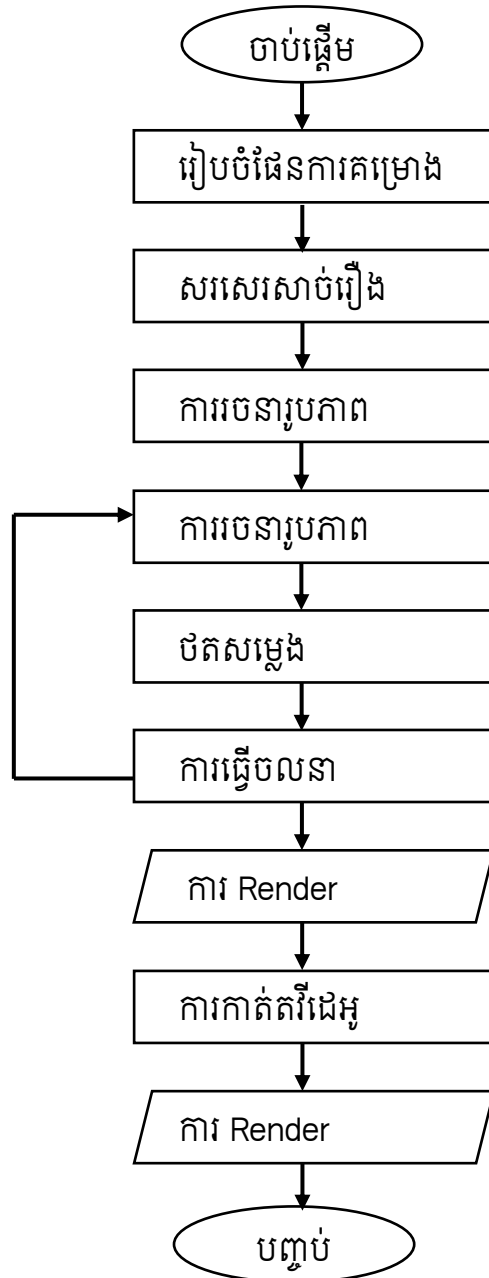 ចាប់ផ្តើម
រៀបចំផែនការគម្រោង
សរសេរសាច់រឿង
ការរចនារូបភាព
ការរចនារូបភាព
ថតសម្លេង
ការធ្វើចលនា
ការ Render
ការកាត់តវីដេអូ
ការ Render
បញ្ចប់